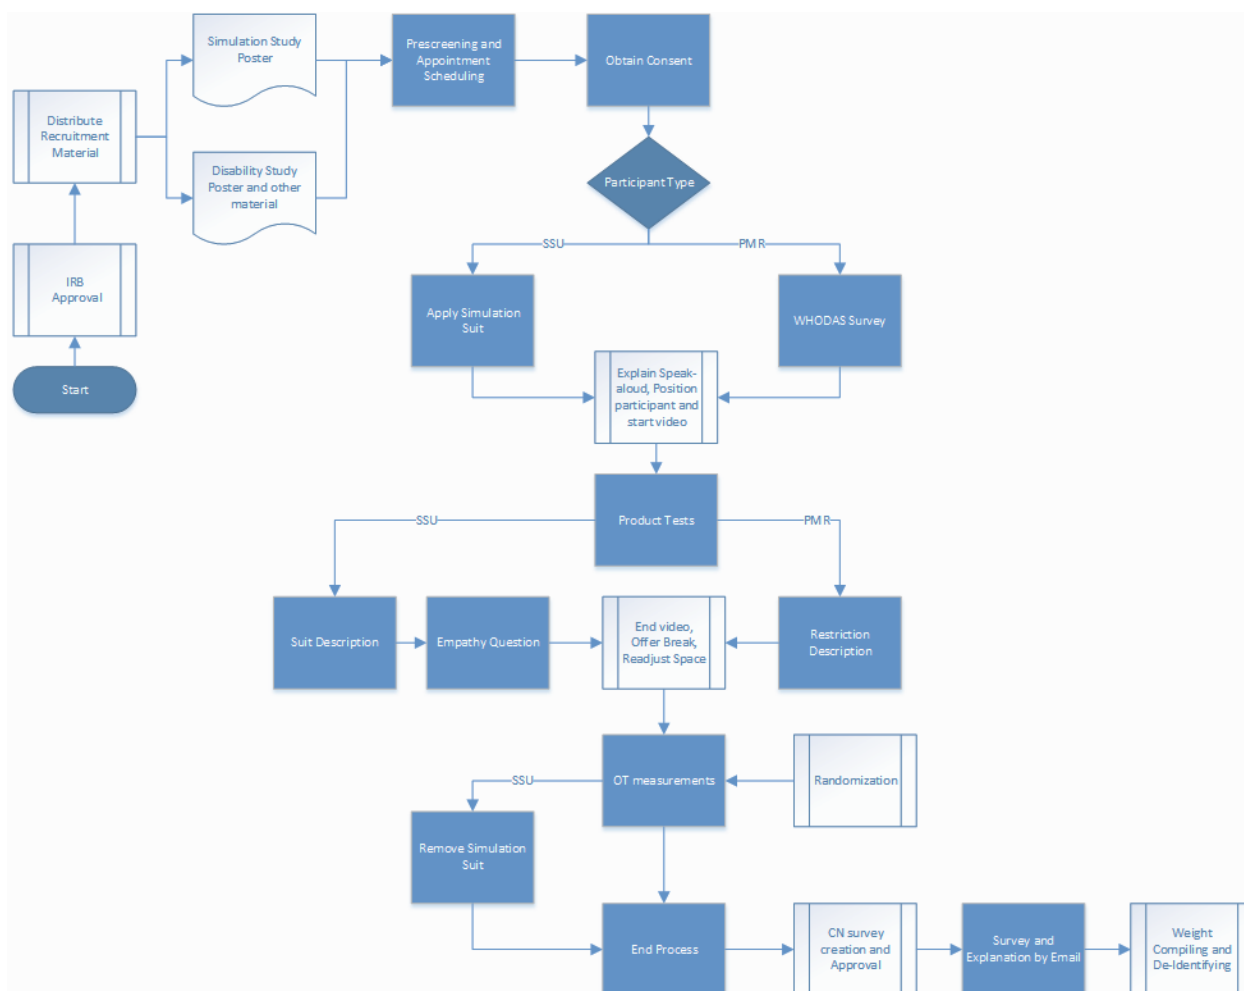 Simulation Study
Poster
Prescreening and
Appointment
Scheduling
Obtain Consent
Distribute
Recruitment
Material
Disability Study
Poster and other
material
Participant Type
SSU
PMR
IRB
Approval
Apply Simulation
Suit
WHODAS Survey
Start
Explain Speak-
aloud, Position
participant and
start video
Product Tests
SSU
PMR
Suit Description
Empathy Question
End video,
Offer Break,
Readjust Space
Restriction
Description
OT measurements
Randomization
SSU
Remove Simulation
Suit
End Process
CN survey
creation and
Approval
Survey and
Explanation by Email
Weight
Compiling and
De-Identifying